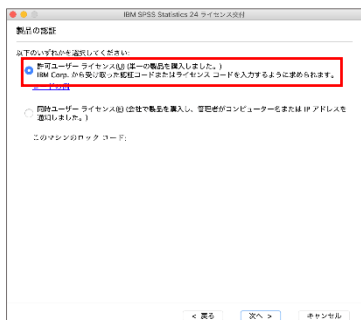 IBM SPSS Statistics 24 ライセンス交付
製品の認証
以下のいずれかを選択してください:
許可ユーザー ライセンス(U) (単一の製品を購入しました。)
IBM Corp. から受け取った認証コードまたはライセンス コードを入力するように求められます。
コードの例
同時ユーザー ライセンス(E) (会社で製品を購入し、管理者がコンピューター名または IP アドレスを
通知しました。)
このマシンのロック コード:
< 戻る
次へ >
キャンセル